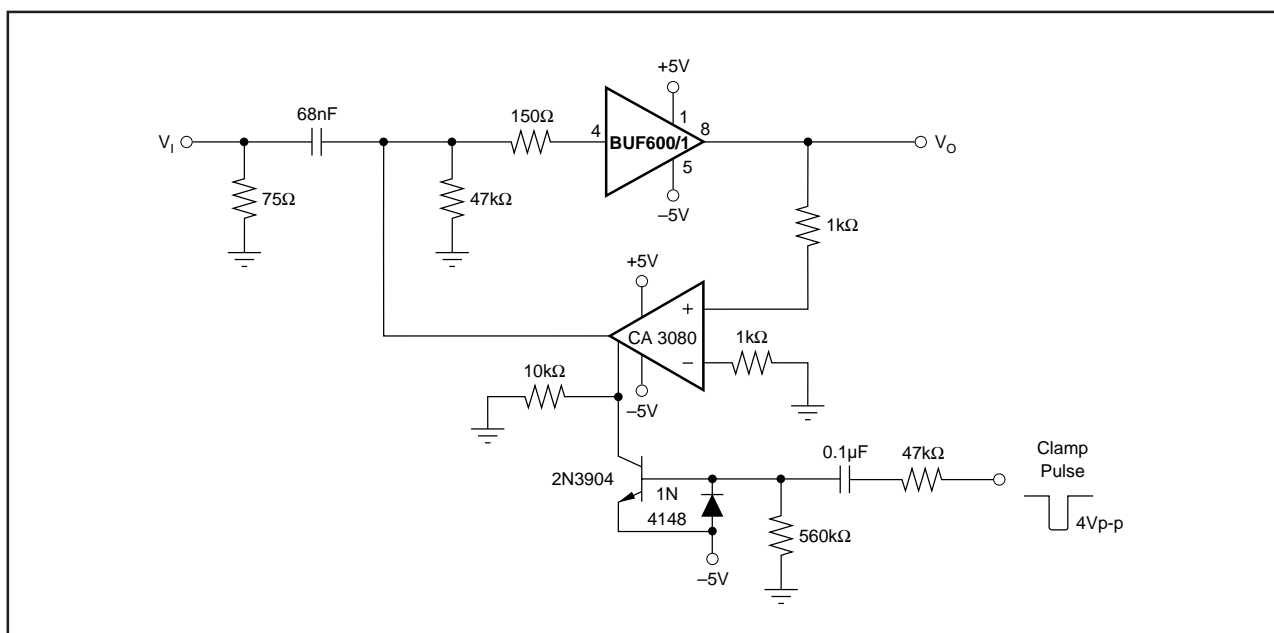 +5V
68nF
150Ω
1
V_I
4
BUF600/1
8
V_O
5
75Ω
47kΩ
–5V
1kΩ
+5V
+
CA 3080
1kΩ
–
10kΩ
–5V
0.1µF
47kΩ
Clamp
Pulse
2N3904
1N
4148
4Vp-p
560kΩ
–5V